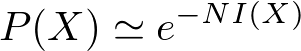 P(X) ≃ e^{-NI(X)}